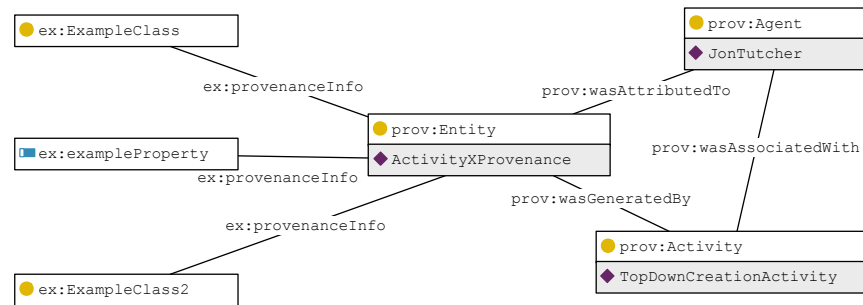 ex:ExampleClass
prov:Agent
JonTutcher
ex:provenanceInfo
prov:wasAttributedTo
prov:Entity
ex:exampleProperty
ActivityXProvenance
prov:wasAssociatedWith
ex:provenanceInfo
prov:wasGeneratedBy
ex:provenanceInfo
prov:Activity
TopDownCreationActivity
ex:ExampleClass2